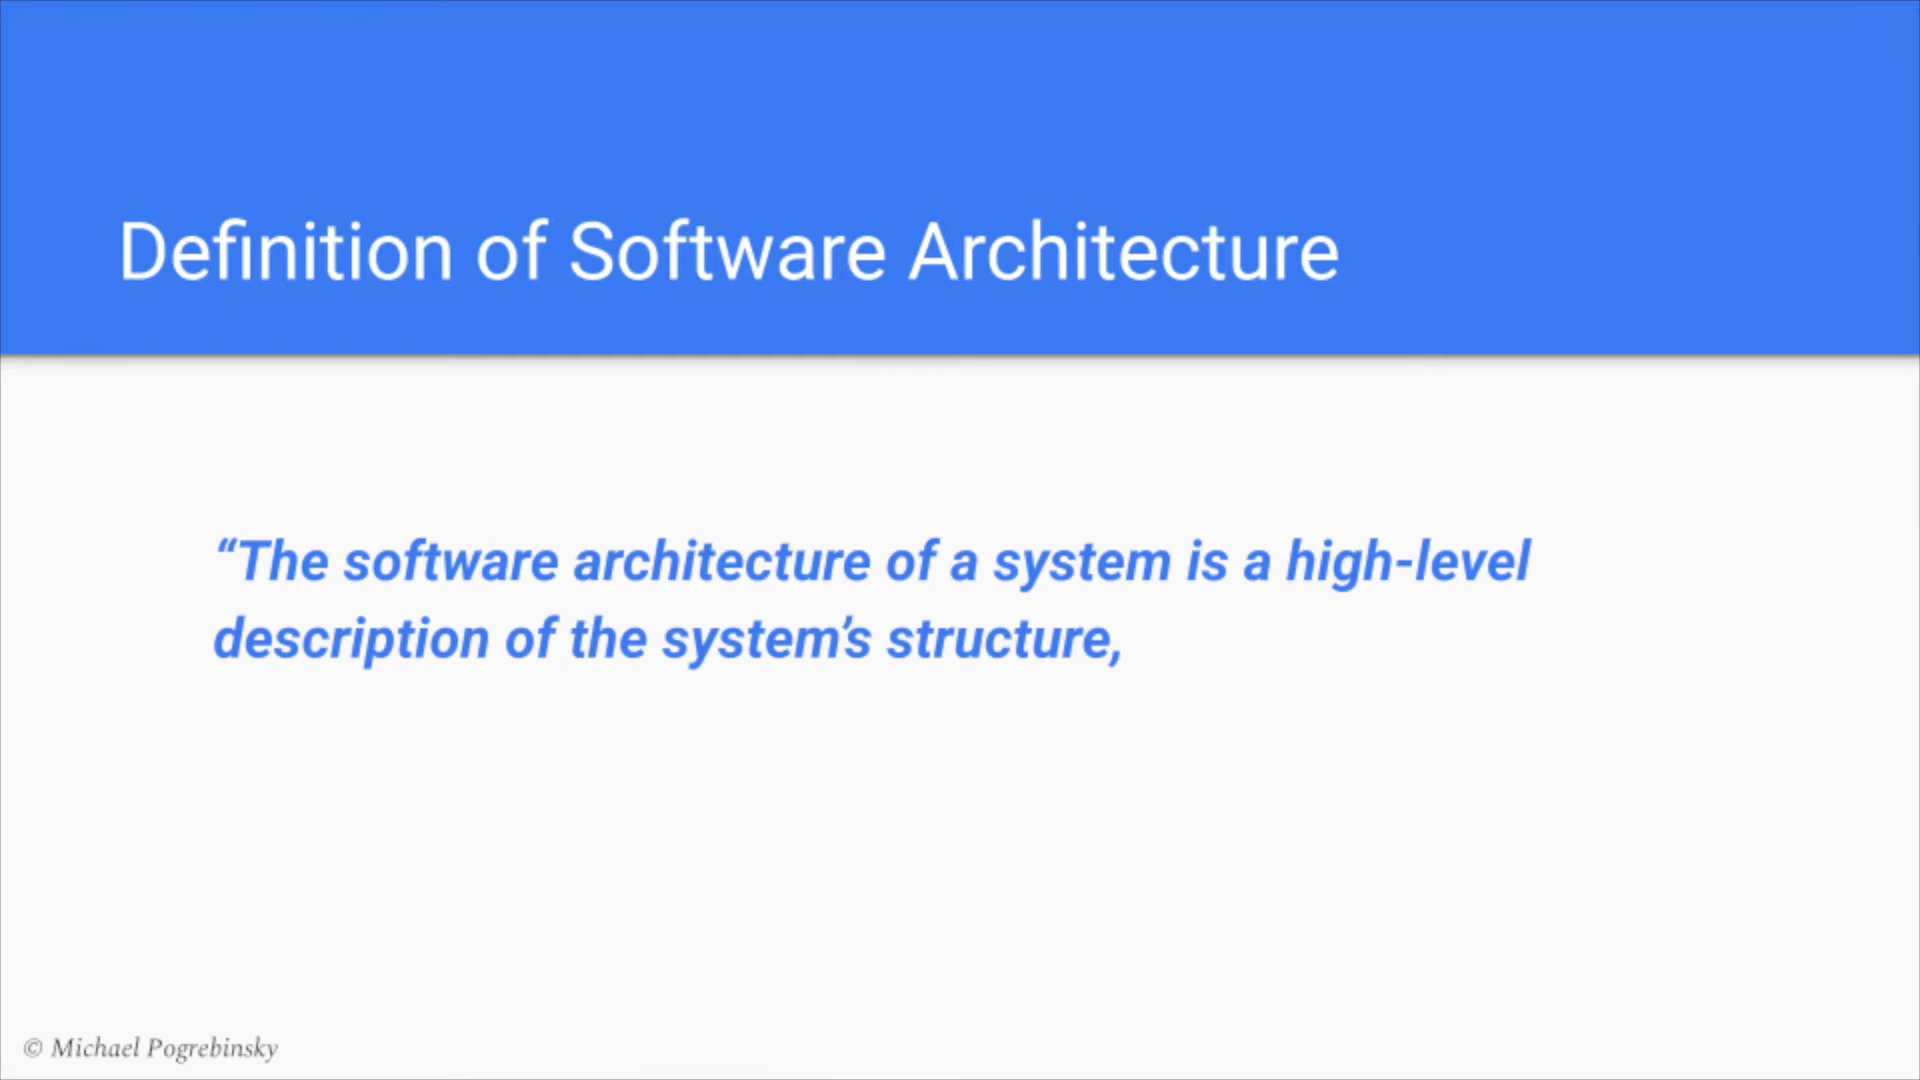 Definition of Software Architecture
“The software architecture of a system is a high-level
description of the system’s structure,
© Michael Pogrebinsky